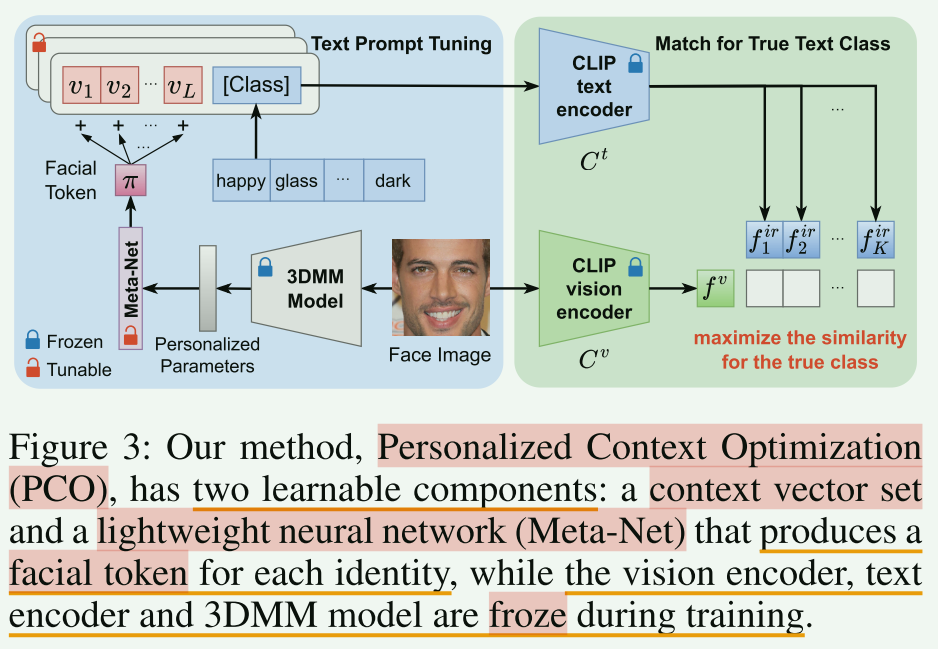 Text Prompt Tuning
v1 v2 ... vL [Class]
+ + ... +
...
Facial
Token
π
happy glass ... dark
Meta-Net
3DMM
Model
Personalized
Parameters
Face Image
Frozen
Tunable
Match for True Text Class
CLIP
text
encoder
C^t
...
CLIP
vision
encoder
C^v
f^v
f_1^{ir} f_2^{ir} ... f_K^{ir}
...
maximize the similarity
for the true class
Figure 3: Our method, Personalized Context Optimization
(PCO), has two learnable components: a context vector set
and a lightweight neural network (Meta-Net) that produces a
facial token for each identity, while the vision encoder, text
encoder and 3DMM model are froze during training.